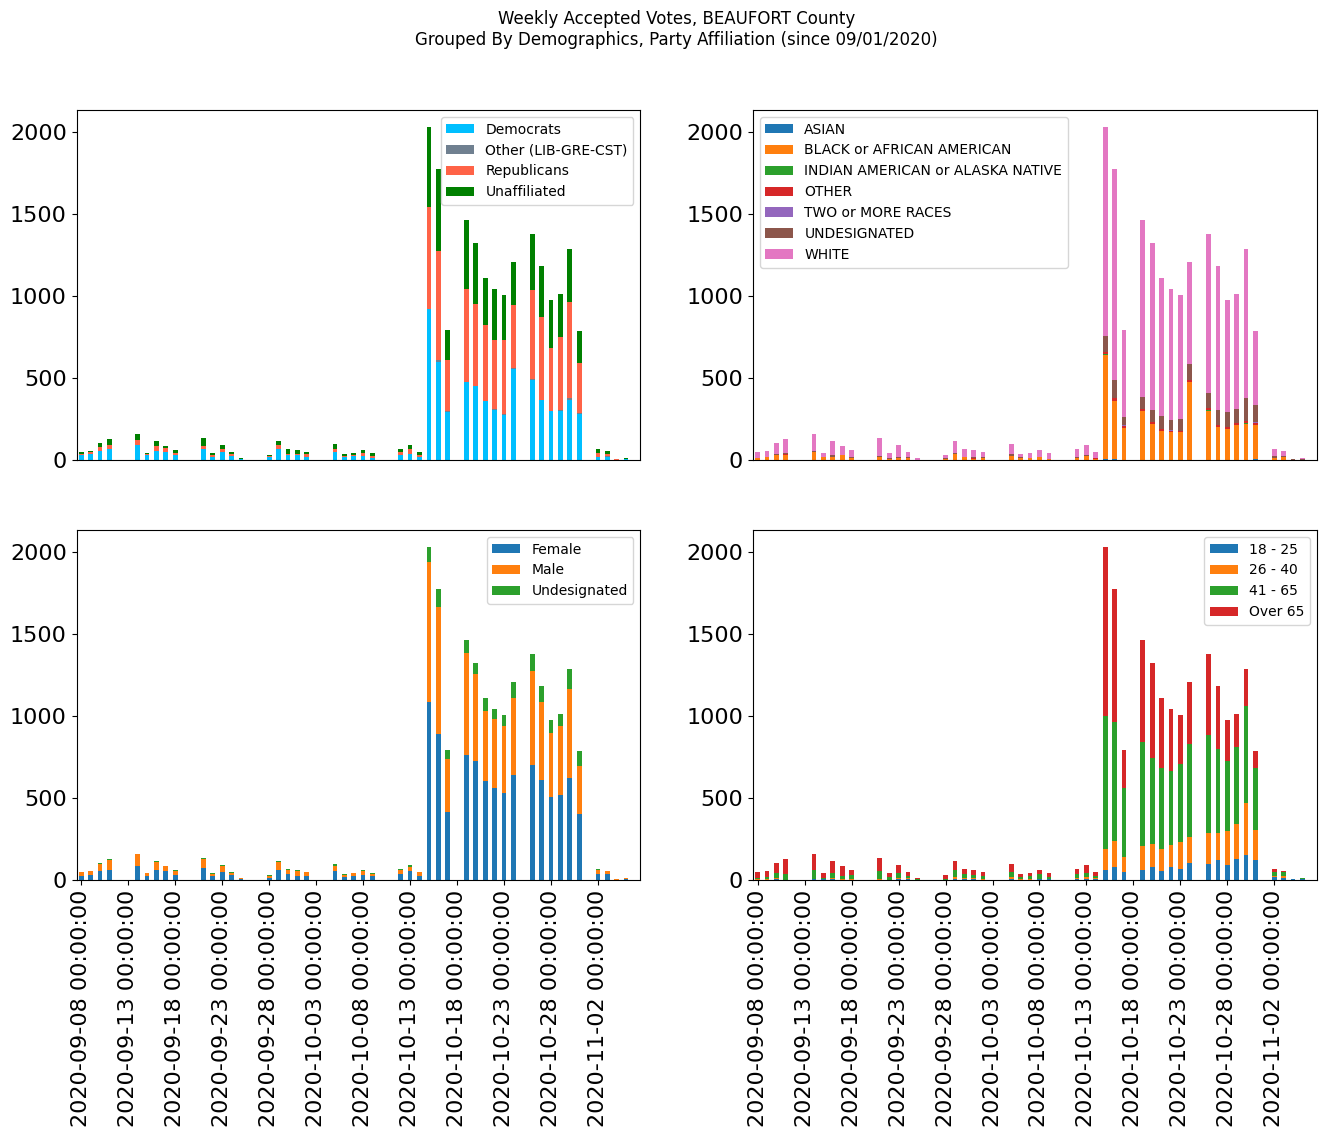 Weekly Accepted Votes, BEAUFORT County
Grouped By Demographics, Party Affiliation (since 09/01/2020)
2000
1500
1000
500
0
Democrats
Other (LIB-GRE-CST)
Republicans
Unaffiliated
2000
1500
1000
500
0
ASIAN
BLACK or AFRICAN AMERICAN
INDIAN AMERICAN or ALASKA NATIVE
OTHER
TWO or MORE RACES
UNDESIGNATED
WHITE
2000
1500
1000
500
0
Female
Male
Undesignated
2020-09-08 00:00:00
2020-09-13 00:00:00
2020-09-18 00:00:00
2020-09-23 00:00:00
2020-09-28 00:00:00
2020-10-03 00:00:00
2020-10-08 00:00:00
2020-10-13 00:00:00
2020-10-18 00:00:00
2020-10-23 00:00:00
2020-10-28 00:00:00
2020-11-02 00:00:00
2000
1500
1000
500
0
18 - 25
26 - 40
41 - 65
Over 65
2020-09-08 00:00:00
2020-09-13 00:00:00
2020-09-18 00:00:00
2020-09-23 00:00:00
2020-09-28 00:00:00
2020-10-03 00:00:00
2020-10-08 00:00:00
2020-10-13 00:00:00
2020-10-18 00:00:00
2020-10-23 00:00:00
2020-10-28 00:00:00
2020-11-02 00:00:00